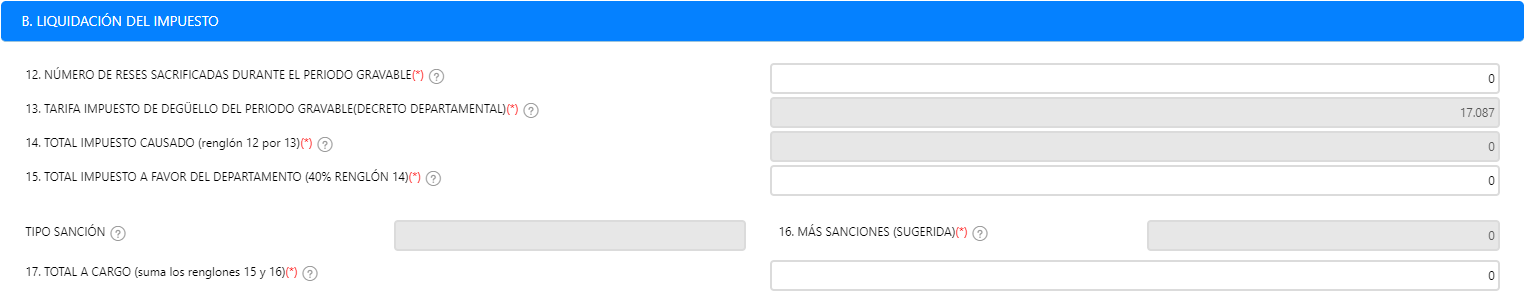 B. LIQUIDACIÓN DEL IMPUESTO
12. NÚMERO DE RESES SACRIFICADAS DURANTE EL PERIODO GRAVABLE(*) ? 0
13. TARIFA IMPUESTO DE DEGÜELLO DEL PERIODO GRAVABLE(DECRETO DEPARTAMENTAL)(*) ? 17.087
14. TOTAL IMPUESTO CAUSADO (renglón 12 por 13)(*) ? 0
15. TOTAL IMPUESTO A FAVOR DEL DEPARTAMENTO (40% RENGLÓN 14)(*) ? 0
TIPO SANCIÓN ? 16. MÁS SANCIONES (SUGERIDA)(*) ? 0
17. TOTAL A CARGO (suma los renglones 15 y 16)(*) ? 0